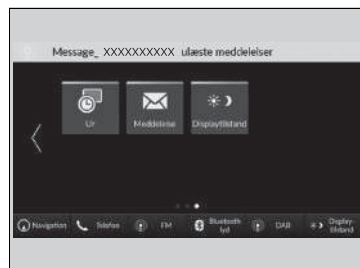 Message_ XXXXXXXXXX ulæste meddelelser
Ur
Meddelelse
Displaytilstand
Navigation
Telefon
FM
Bluetooth
lyd
DAB
Display-
tilstand